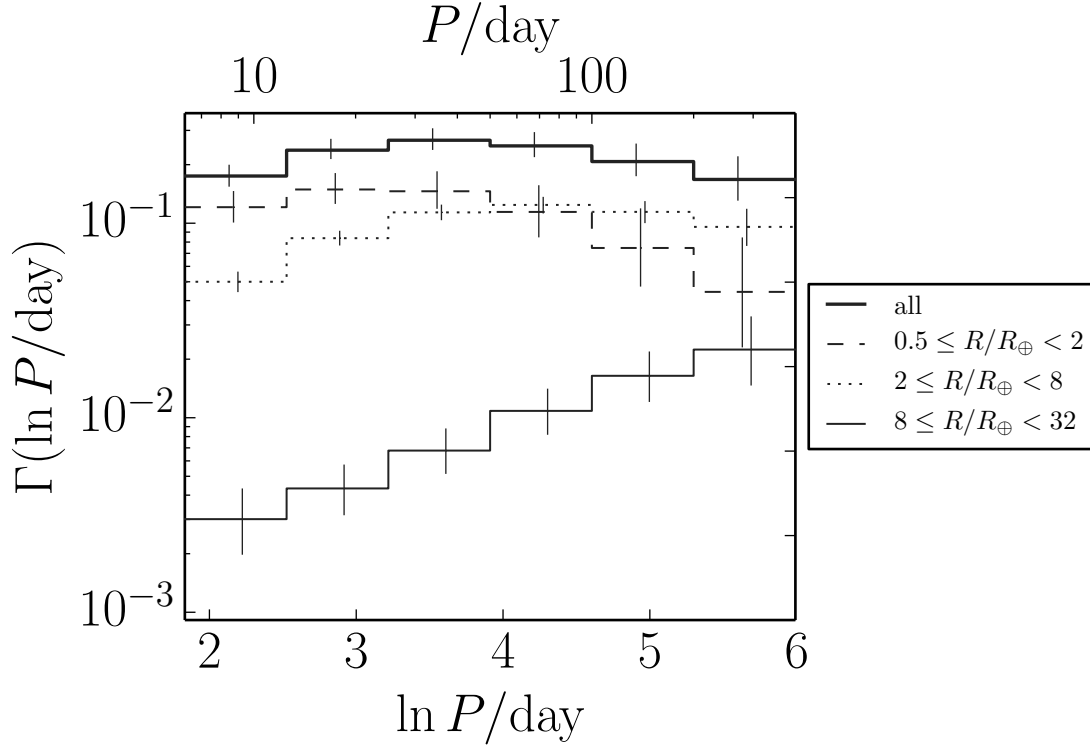 P/day
10 100
Γ(ln P/day)
10⁻¹
10⁻²
10⁻³
2 3 4 5 6
ln P/day
all
0.5 ≤ R/R⊕ < 2
2 ≤ R/R⊕ < 8
8 ≤ R/R⊕ < 32